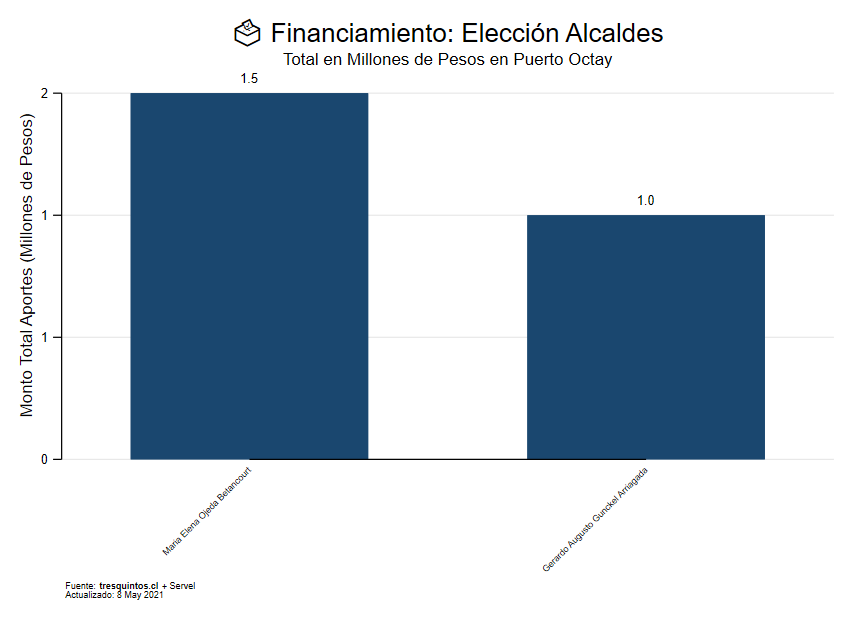 Financiamiento: Elección Alcaldes
Total en Millones de Pesos en Puerto Octay
Monto Total Aportes (Millones de Pesos)
2
1
1
0
1.5
1.0
Maria Elena Ojeda Betancourt
Gerardo Augusto Gunckel Arriagada
Fuente: tresquintos.cl + Servel
Actualizado: 8 May 2021